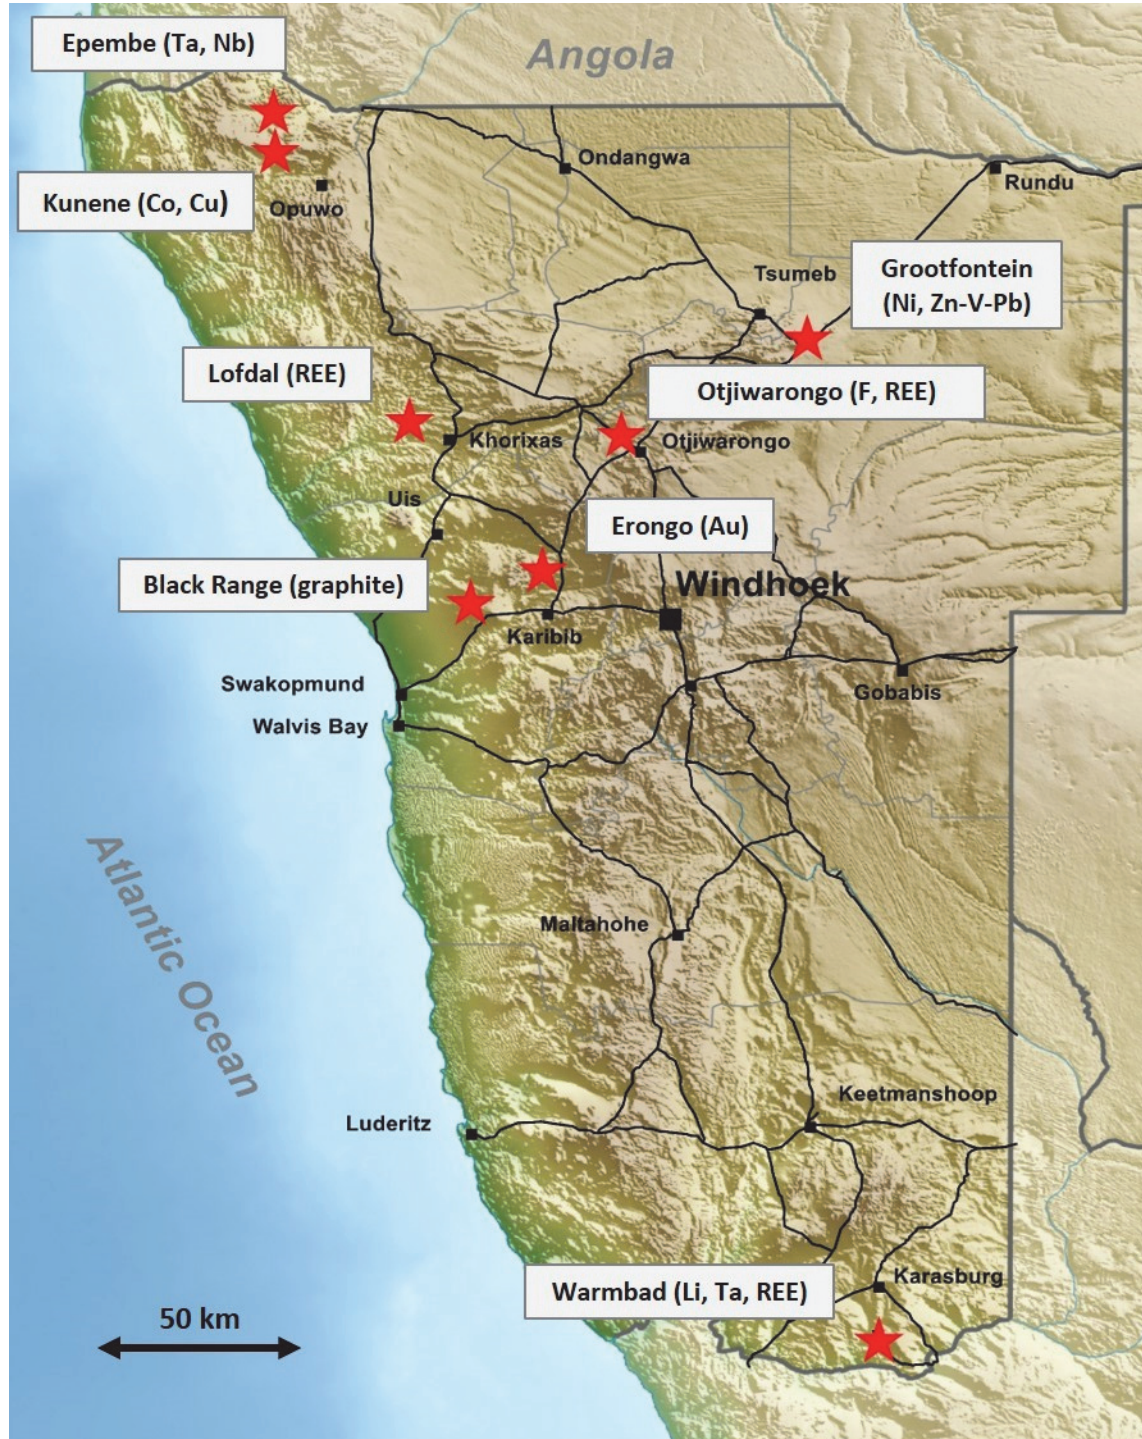 Epembe (Ta, Nb)
Angola
Ondangwa
Rundu
Kunene (Co, Cu)
Opuwo
Grootfontein
(Ni, Zn-V-Pb)
Tsumeb
Lofdal (REE)
Otjiwarongo (F, REE)
Khorixas
Otjiwarongo
Uis
Erongo (Au)
Black Range (graphite)
Windhoek
Karibib
Swakopmund
Gobabis
Walvis Bay
Atlantic Ocean
Maltahohe
Keetmanshoop
Luderitz
Warmbad (Li, Ta, REE)
Karasburg
50 km